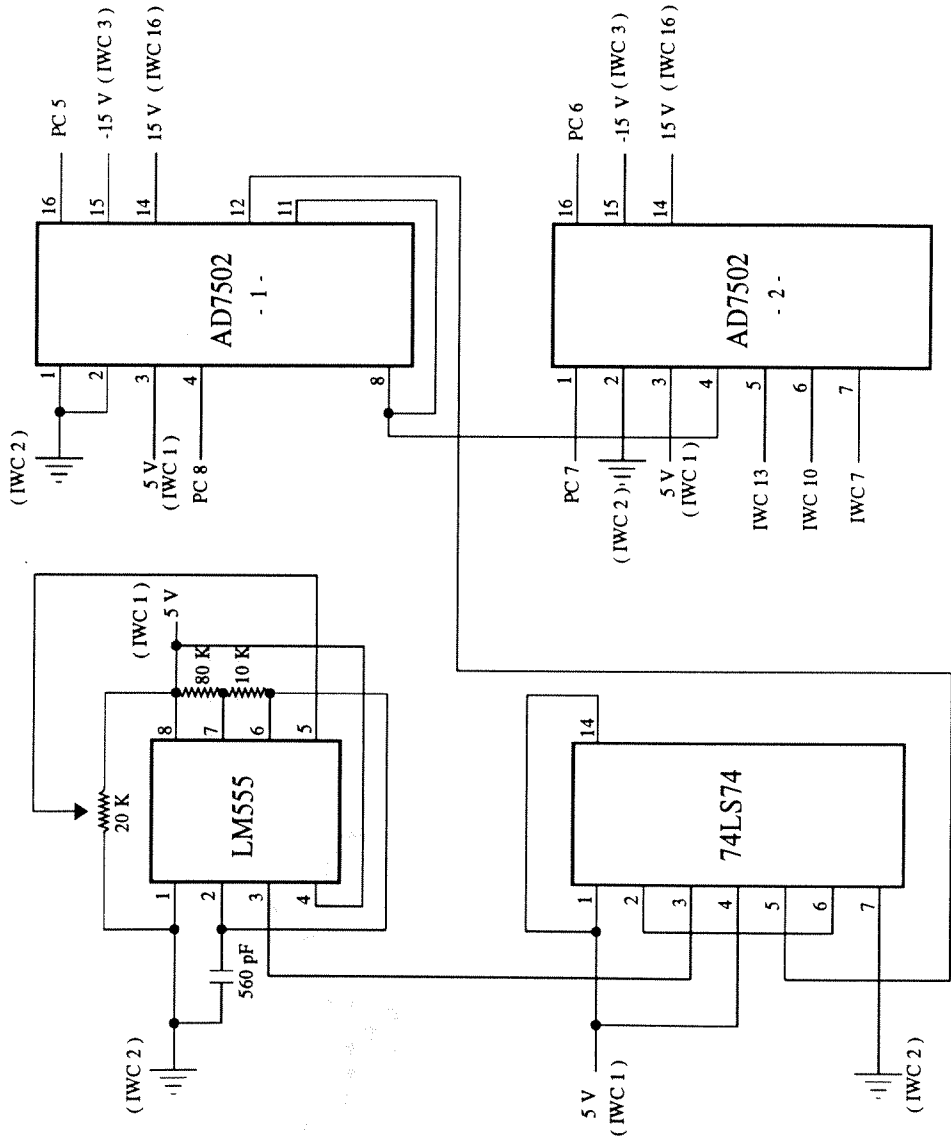 ( IWC 2 )
1
2
3
4
8
5 V
( IWC 1 )
PC 8
AD7502
- 1 -
16
15
14
12
11
PC 5
-15 V ( IWC 3 )
15 V ( IWC 16 )
PC 7
( IWC 2 )
5 V
( IWC 1 )
IWC 13
IWC 10
IWC 7
1
2
3
4
5
6
7
AD7502
- 2 -
16
15
14
PC 6
-15 V ( IWC 3 )
15 V ( IWC 16 )
( IWC 2 )
560 pF
20 K
1
2
3
4
LM555
8
7
6
5
80 K
10 K
5 V
( IWC 1 )
5 V
( IWC 1 )
( IWC 2 )
1
2
3
4
5
6
7
74LS74
14